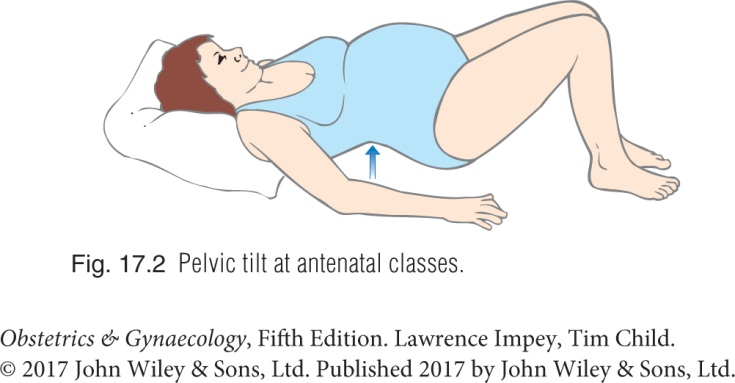 Fig. 17.2 Pelvic tilt at antenatal classes.
Obstetrics & Gynaecology, Fifth Edition. Lawrence Impey, Tim Child.
© 2017 John Wiley & Sons, Ltd. Published 2017 by John Wiley & Sons, Ltd.